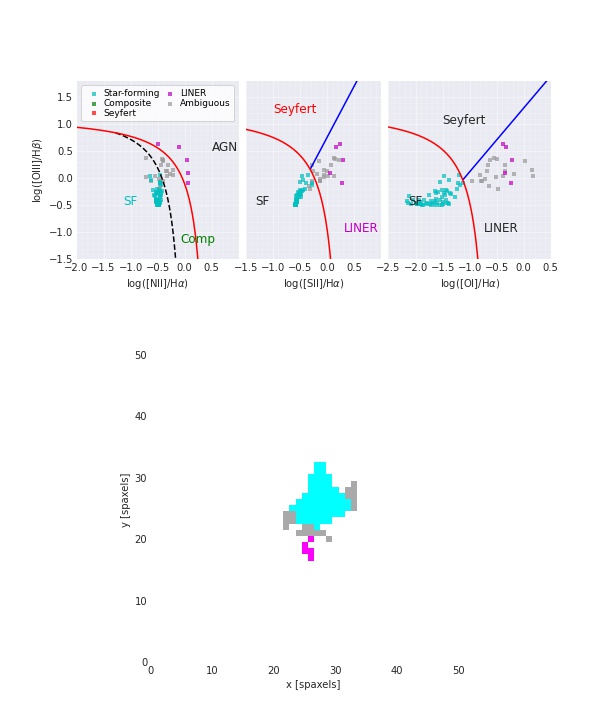 Star-forming
Composite
Seyfert
LINER
Ambiguous
AGN
SF
Comp
Seyfert
SF
LINER
Seyfert
SF
LINER
log([OIII]/Hβ)
1.5
1.0
0.5
0.0
−0.5
−1.0
−1.5
−2.0 −1.5 −1.0 −0.5 0.0 0.5
−1.5 −1.0 −0.5 0.0 0.5
−2.5 −2.0 −1.5 −1.0 −0.5 0.0 0.5
log([NII]/Hα)
log([SII]/Hα)
log([OI]/Hα)
50
40
30
20
10
0
y [spaxels]
0 10 20 30 40 50
x [spaxels]